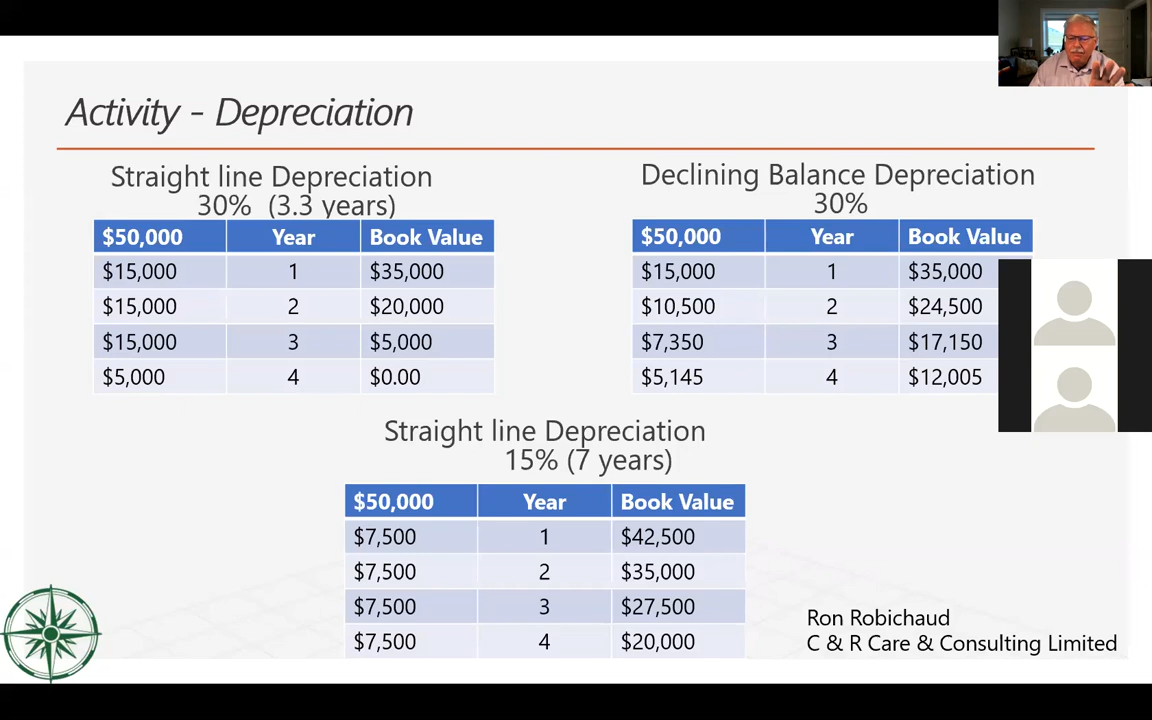 Activity - Depreciation
Straight line Depreciation
30%  (3.3 years)
$50,000 Year Book Value
$15,000 1 $35,000
$15,000 2 $20,000
$15,000 3 $5,000
$5,000 4 $0.00
Declining Balance Depreciation
30%
$50,000 Year Book Value
$15,000 1 $35,000
$10,500 2 $24,500
$7,350 3 $17,150
$5,145 4 $12,005
Straight line Depreciation
15% (7 years)
$50,000 Year Book Value
$7,500 1 $42,500
$7,500 2 $35,000
$7,500 3 $27,500
$7,500 4 $20,000
Ron Robichaud
C & R Care & Consulting Limited